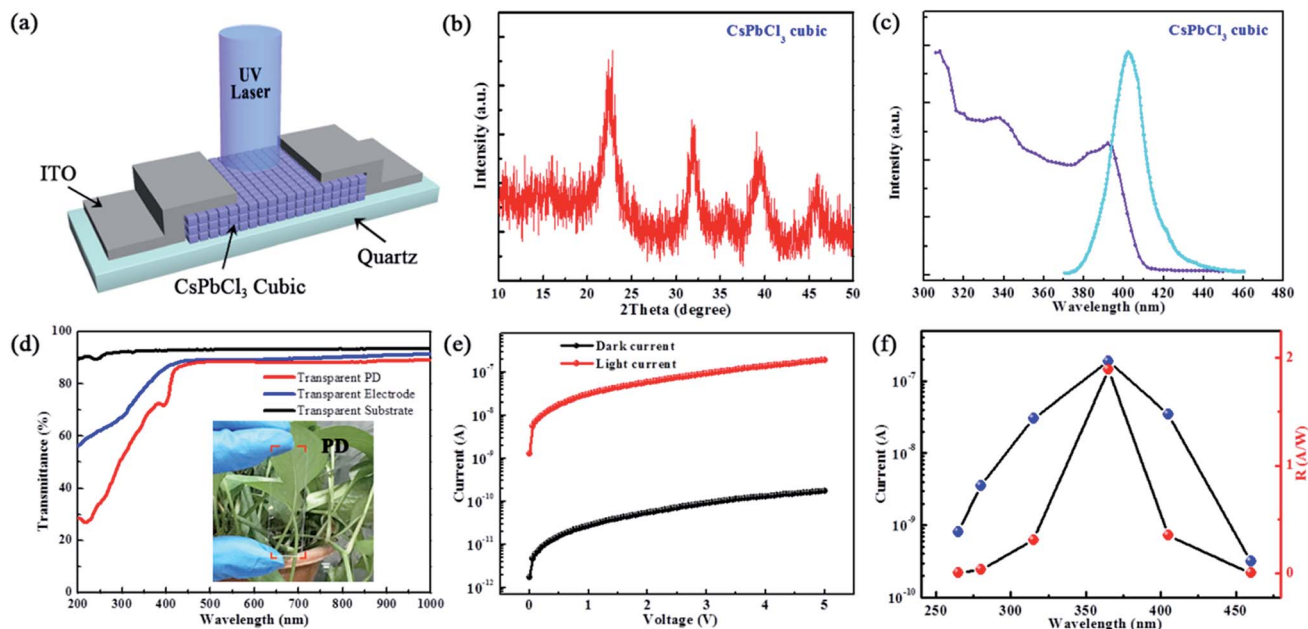 (a)
UV
Laser
ITO
Quartz
CsPbCl₃ Cubic
(b)
CsPbCl₃ cubic
Intensity (a.u.)
10 15 20 25 30 35 40 45 50
2Theta (degree)
(c)
CsPbCl₃ cubic
Intensity (a.u.)
300 320 340 360 380 400 420 440 460 480
Wavelength (nm)
(d)
100
80
60
40
20
0
Transmittance (%)
Transparent PD
Transparent Electrode
Transparent Substrate
PD
200 300 400 500 600 700 800 900 1000
Wavelength (nm)
(e)
Dark current
Light current
10⁻⁷
10⁻⁸
10⁻⁹
10⁻¹⁰
10⁻¹¹
10⁻¹²
Current (A)
0 1 2 3 4 5
Voltage (V)
(f)
10⁻⁷
10⁻⁸
10⁻⁹
10⁻¹⁰
Current (A)
2
1
0
R (A/W)
250 300 350 400 450
Wavelength (nm)